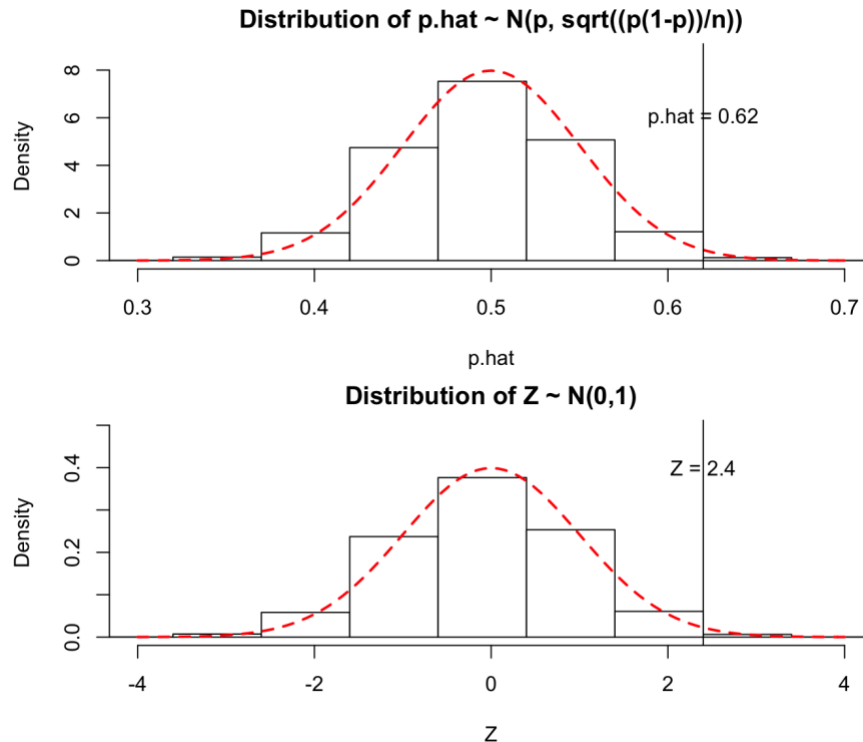 Distribution of p.hat ~ N(p, sqrt((p(1-p))/n))
Density
8
6
4
2
0
p.hat = 0.62
0.3 0.4 0.5 0.6 0.7
p.hat
Distribution of Z ~ N(0,1)
Density
0.4
0.2
0.0
Z = 2.4
-4 -2 0 2 4
Z